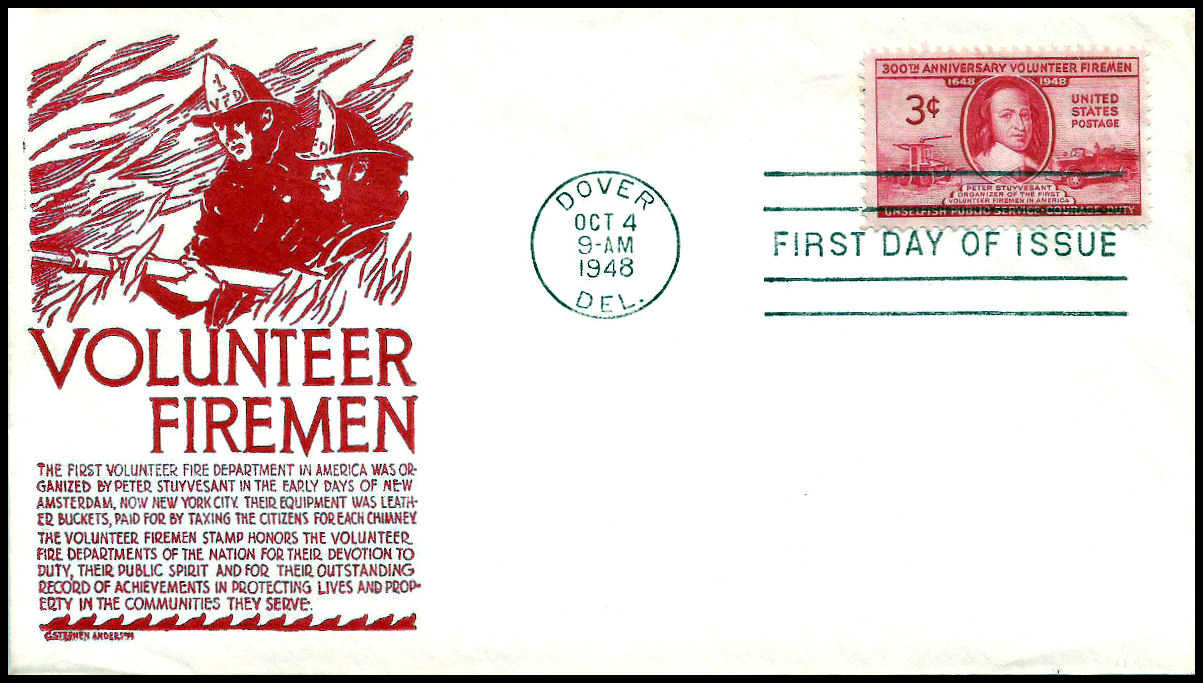 1
VFD
1
VOLUNTEER
FIREMEN
THE FIRST VOLUNTEER FIRE DEPARTMENT IN AMERICA WAS OR-
GANIZED BY PETER STUYVESANT IN THE EARLY DAYS OF NEW
AMSTERDAM, NOW NEW YORK CITY. THEIR EQUIPMENT WAS LEATH-
ER BUCKETS, PAID FOR BY TAXING THE CITIZENS FOR EACH CHIMNEY.
THE VOLUNTEER FIREMEN STAMP HONORS THE VOLUNTEER
FIRE DEPARTMENTS OF THE NATION FOR THEIR DEVOTION TO
DUTY, THEIR PUBLIC SPIRIT AND FOR THEIR OUTSTANDING
RECORD OF ACHIEVEMENTS IN PROTECTING LIVES AND PROP-
ERTY IN THE COMMUNITIES THEY SERVE.
C. STEPHEN ANDERSON
DOVER
OCT 4
9-AM
1948
DEL.
300TH ANNIVERSARY VOLUNTEER FIREMEN
1648 1948
3¢
UNITED
STATES
POSTAGE
PETER STUYVESANT
ORGANIZER OF THE FIRST
VOLUNTEER FIREMEN IN AMERICA
UNSELFISH PUBLIC SERVICE·COURAGE·DUTY
FIRST DAY OF ISSUE